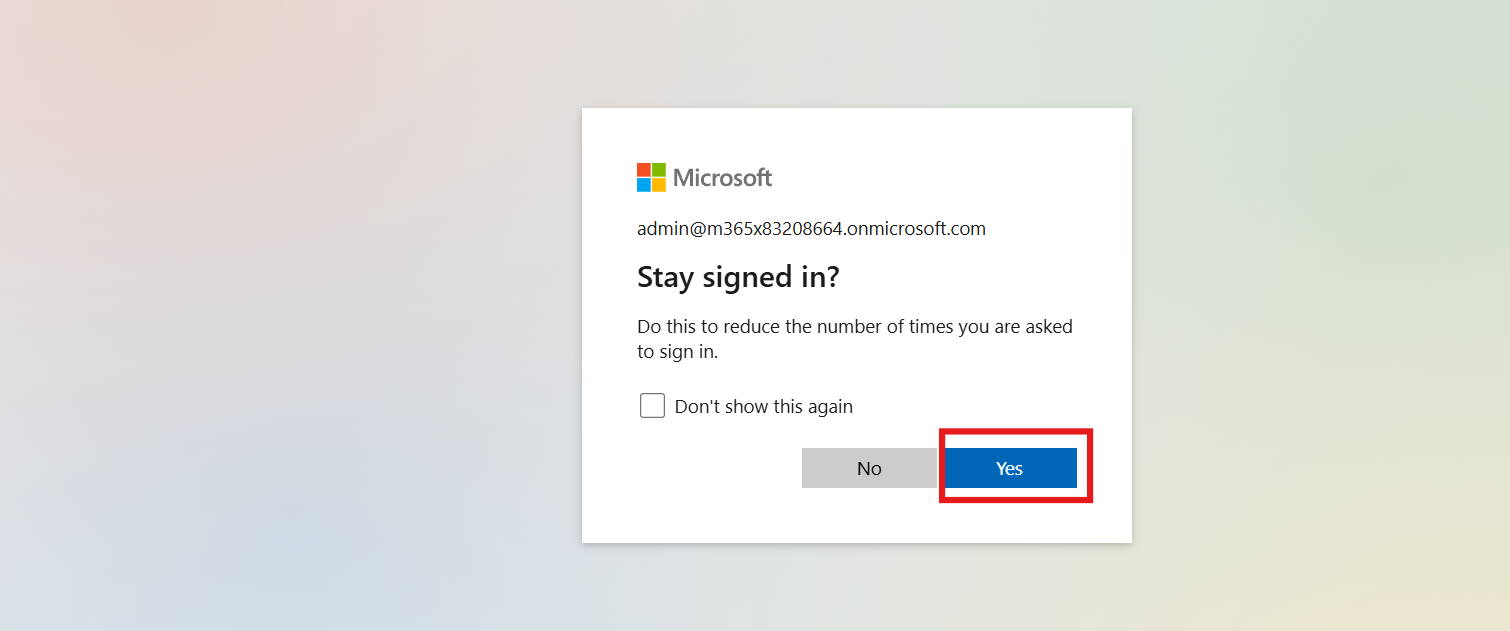 Microsoft
admin@m365x83208664.onmicrosoft.com
Stay signed in?
Do this to reduce the number of times you are asked
to sign in.
Don't show this again
No
Yes